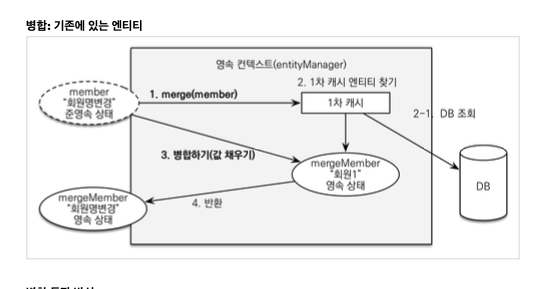 병합: 기존에 있는 엔티티
영속 컨텍스트(entityManager)
member
"회원명변경"
준영속 상태
1. merge(member)
2. 1차 캐시 엔티티 찾기
1차 캐시
2-1. DB 조회
3. 병합하기(값 채우기)
mergeMember
"회원1"
영속 상태
DB
mergeMember
"회원명변경"
영속 상태
4. 반환